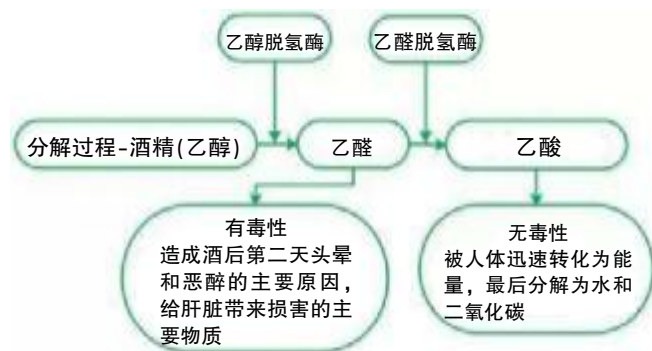 乙醇脱氢酶
乙醛脱氢酶
分解过程-酒精(乙醇)
乙醛
乙酸
有毒性
造成酒后第二天头晕
和恶醉的主要原因，
给肝脏带来损害的主
要物质
无毒性
被人体迅速转化为能
量，最后分解为水和
二氧化碳